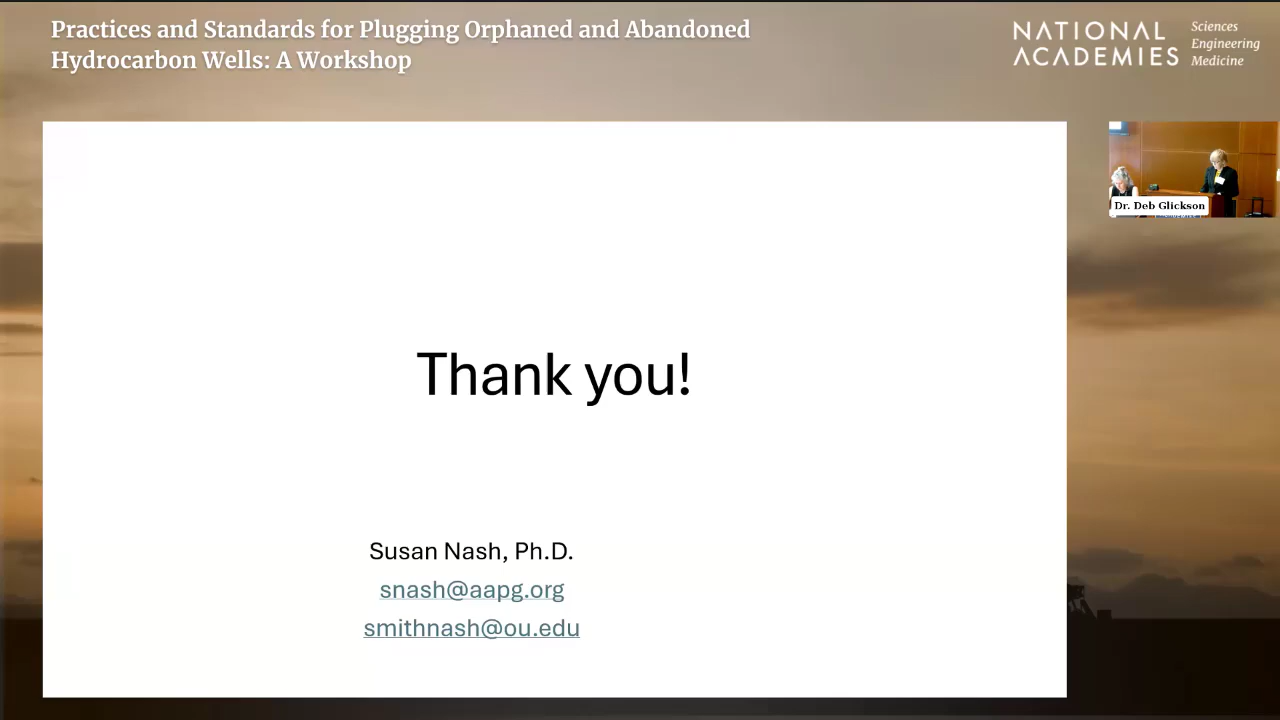 Practices and Standards for Plugging Orphaned and Abandoned
Hydrocarbon Wells: A Workshop
NATIONAL
ACADEMIES
Sciences
Engineering
Medicine
Dr. Deb Glickson
Thank you!
Susan Nash, Ph.D.
snash@aapg.org
smithnash@ou.edu